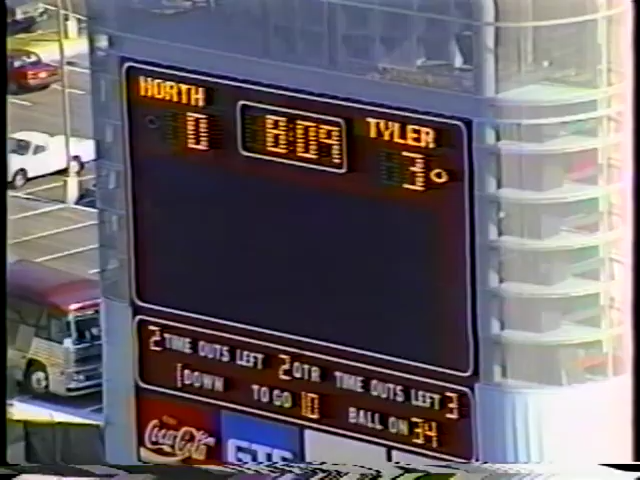 NORTH TYLER
0 8:09 3
2 TIME OUTS LEFT 2 QTR TIME OUTS LEFT 3
1 DOWN TO GO 10 BALL ON 34
Coca-Cola GTE